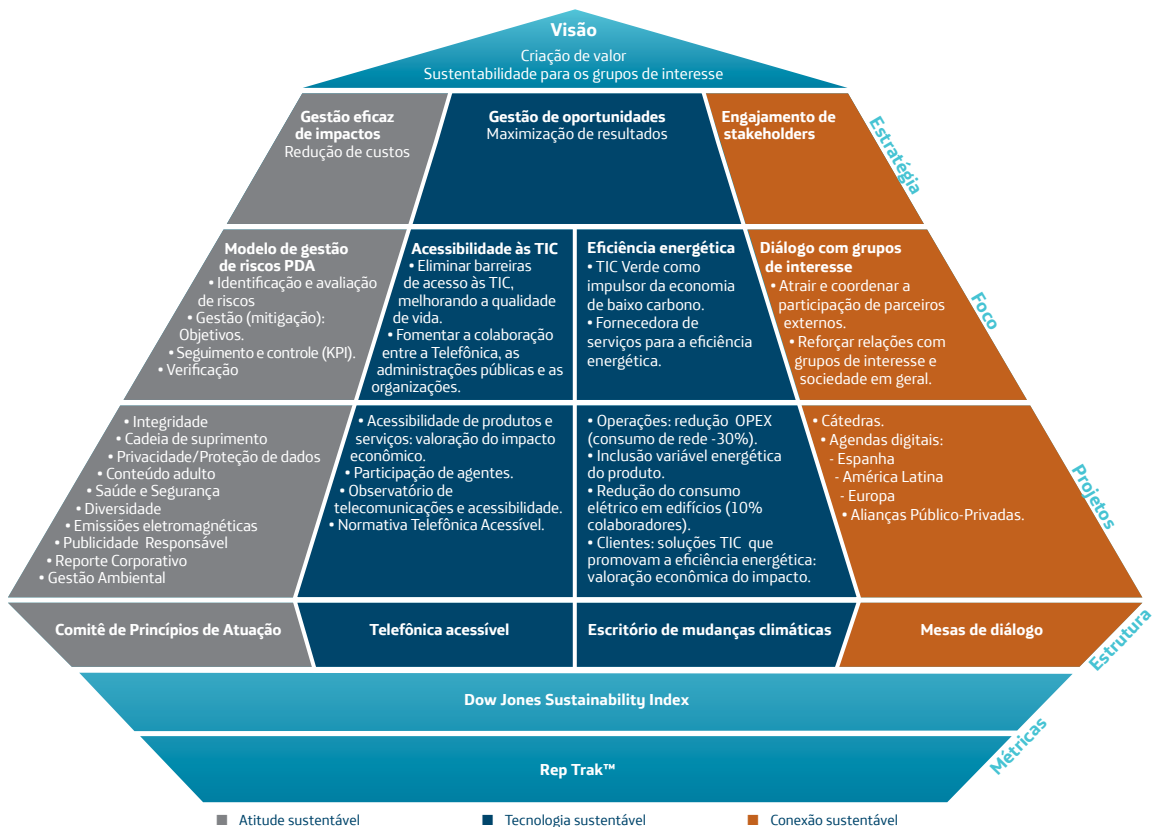 Visão
Criação de valor
Sustentabilidade para os grupos de interesse
Gestão eficaz
de impactos
Redução de custos
Gestão de oportunidades
Maximização de resultados
Engajamento de
stakeholders
Estratégia
Modelo de gestão
de riscos PDA
• Identificação e avaliação
de riscos
• Gestão (mitigação):
Objetivos.
• Seguimento e controle (KPI).
• Verificação
Acessibilidade às TIC
• Eliminar barreiras
de acesso às TIC,
melhorando a qualidade
de vida.
• Fomentar a colaboração
entre a Telefônica, as
administrações públicas e as
organizações.
Eficiência energética
• TIC Verde como
impulsor da economia
de baixo carbono.
• Fornecedora de
serviços para a eficiência
energética.
Diálogo com grupos
de interesse
• Atrair e coordenar a
participação de parceiros
externos.
• Reforçar relações com
grupos de interesse e
sociedade em geral.
Foco
• Integridade
• Cadeia de suprimento
• Privacidade/Proteção de dados
• Conteúdo adulto
• Saúde e Segurança
• Diversidade
• Emissiões eletromagnéticas
• Publicidade Responsável
• Reporte Corporativo
• Gestão Ambiental
• Acessibilidade de produtos e
serviços: valoração do impacto
econômico.
• Participação de agentes.
• Observatório de
telecomunicações e acessibilidade.
• Normativa Telefônica Acessível.
• Operações: redução OPEX
(consumo de rede -30%).
• Inclusão variável energética
do produto.
• Redução do consumo
elétrico em edifícios (10%
colaboradores).
• Clientes: soluções TIC que
promovam a eficiência energética:
valoração econômica do impacto.
• Cátedras.
• Agendas digitais:
- Espanha
- América Latina
- Europa
• Alianças Público-Privadas.
Projetos
Comitê de Princípios de Atuação
Telefônica acessível
Escritório de mudanças climáticas
Mesas de diálogo
Estrutura
Dow Jones Sustainability Index
Rep Trak™
Métricas
Atitude sustentável
Tecnologia sustentável
Conexão sustentável